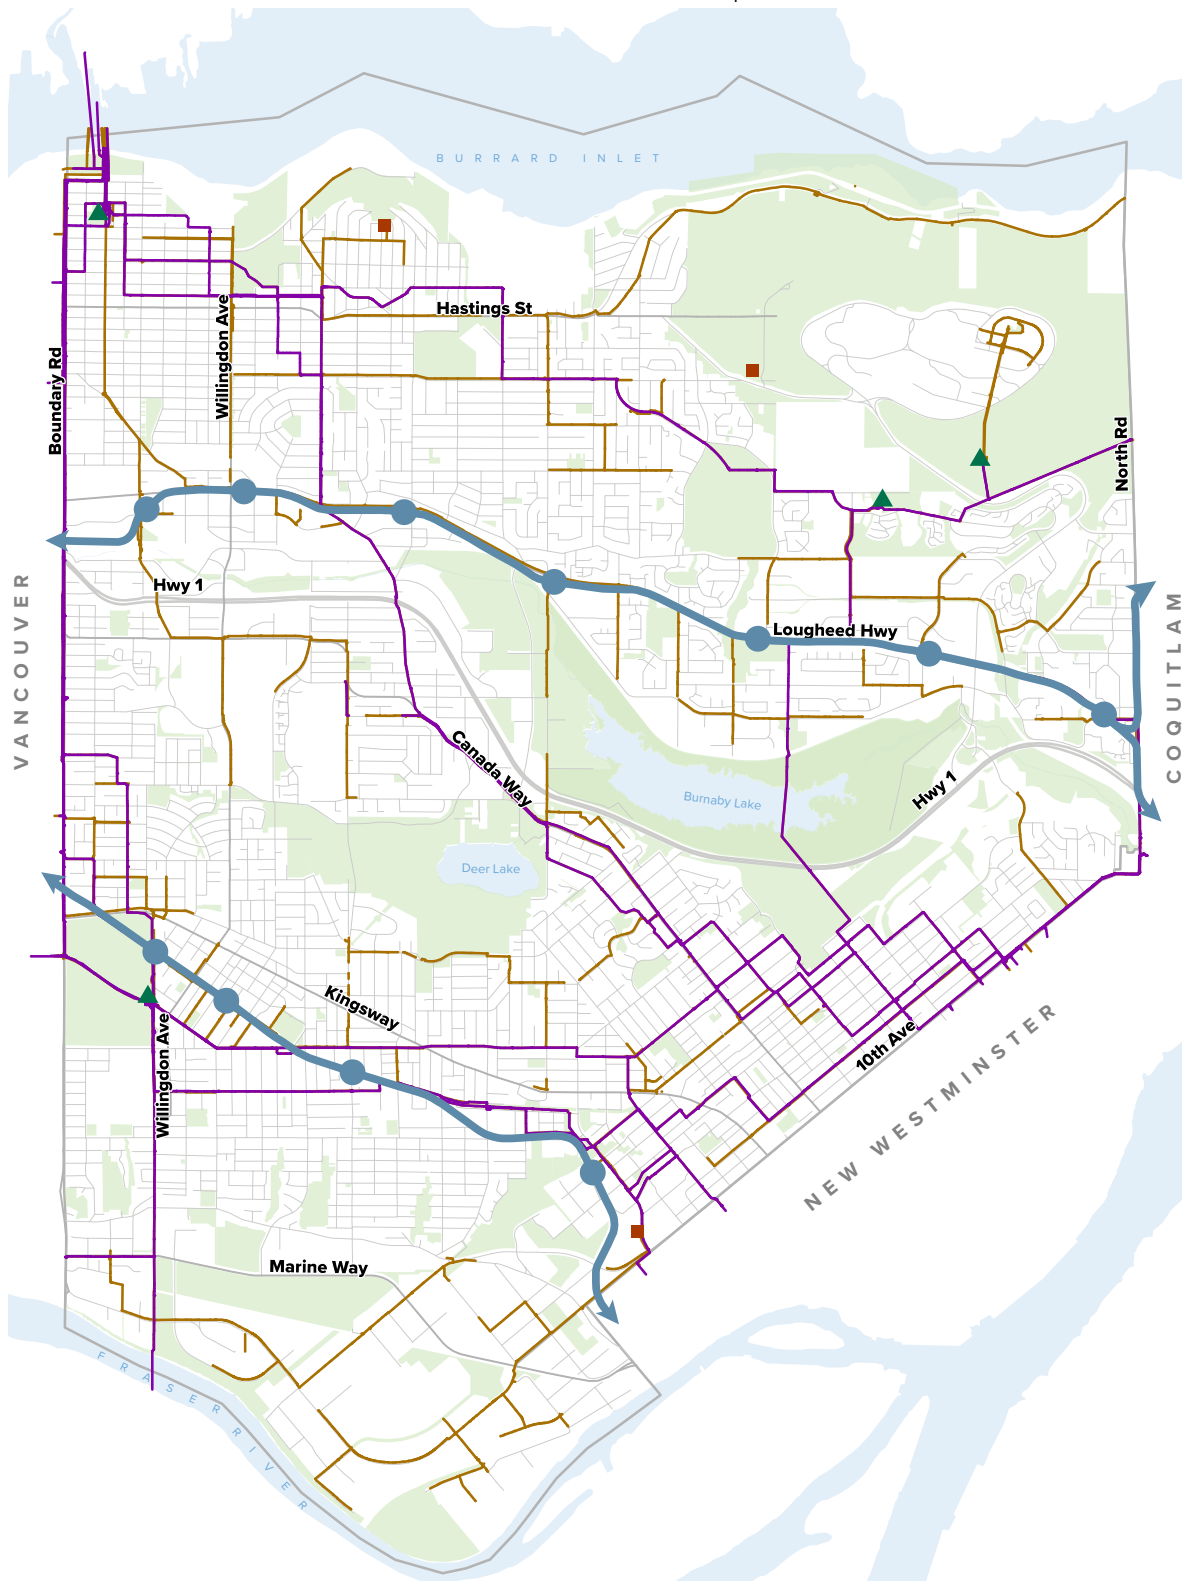 BURRARD INLET
Hastings St
Willingdon Ave
Boundary Rd
North Rd
Hwy 1
VANCOUVER
Lougheed Hwy
COQUITLAM
Canada Way
Burnaby Lake
Hwy 1
Deer Lake
Kingsway
10th Ave
Willingdon Ave
NEW WESTMINSTER
Marine Way
FRASER RIVER